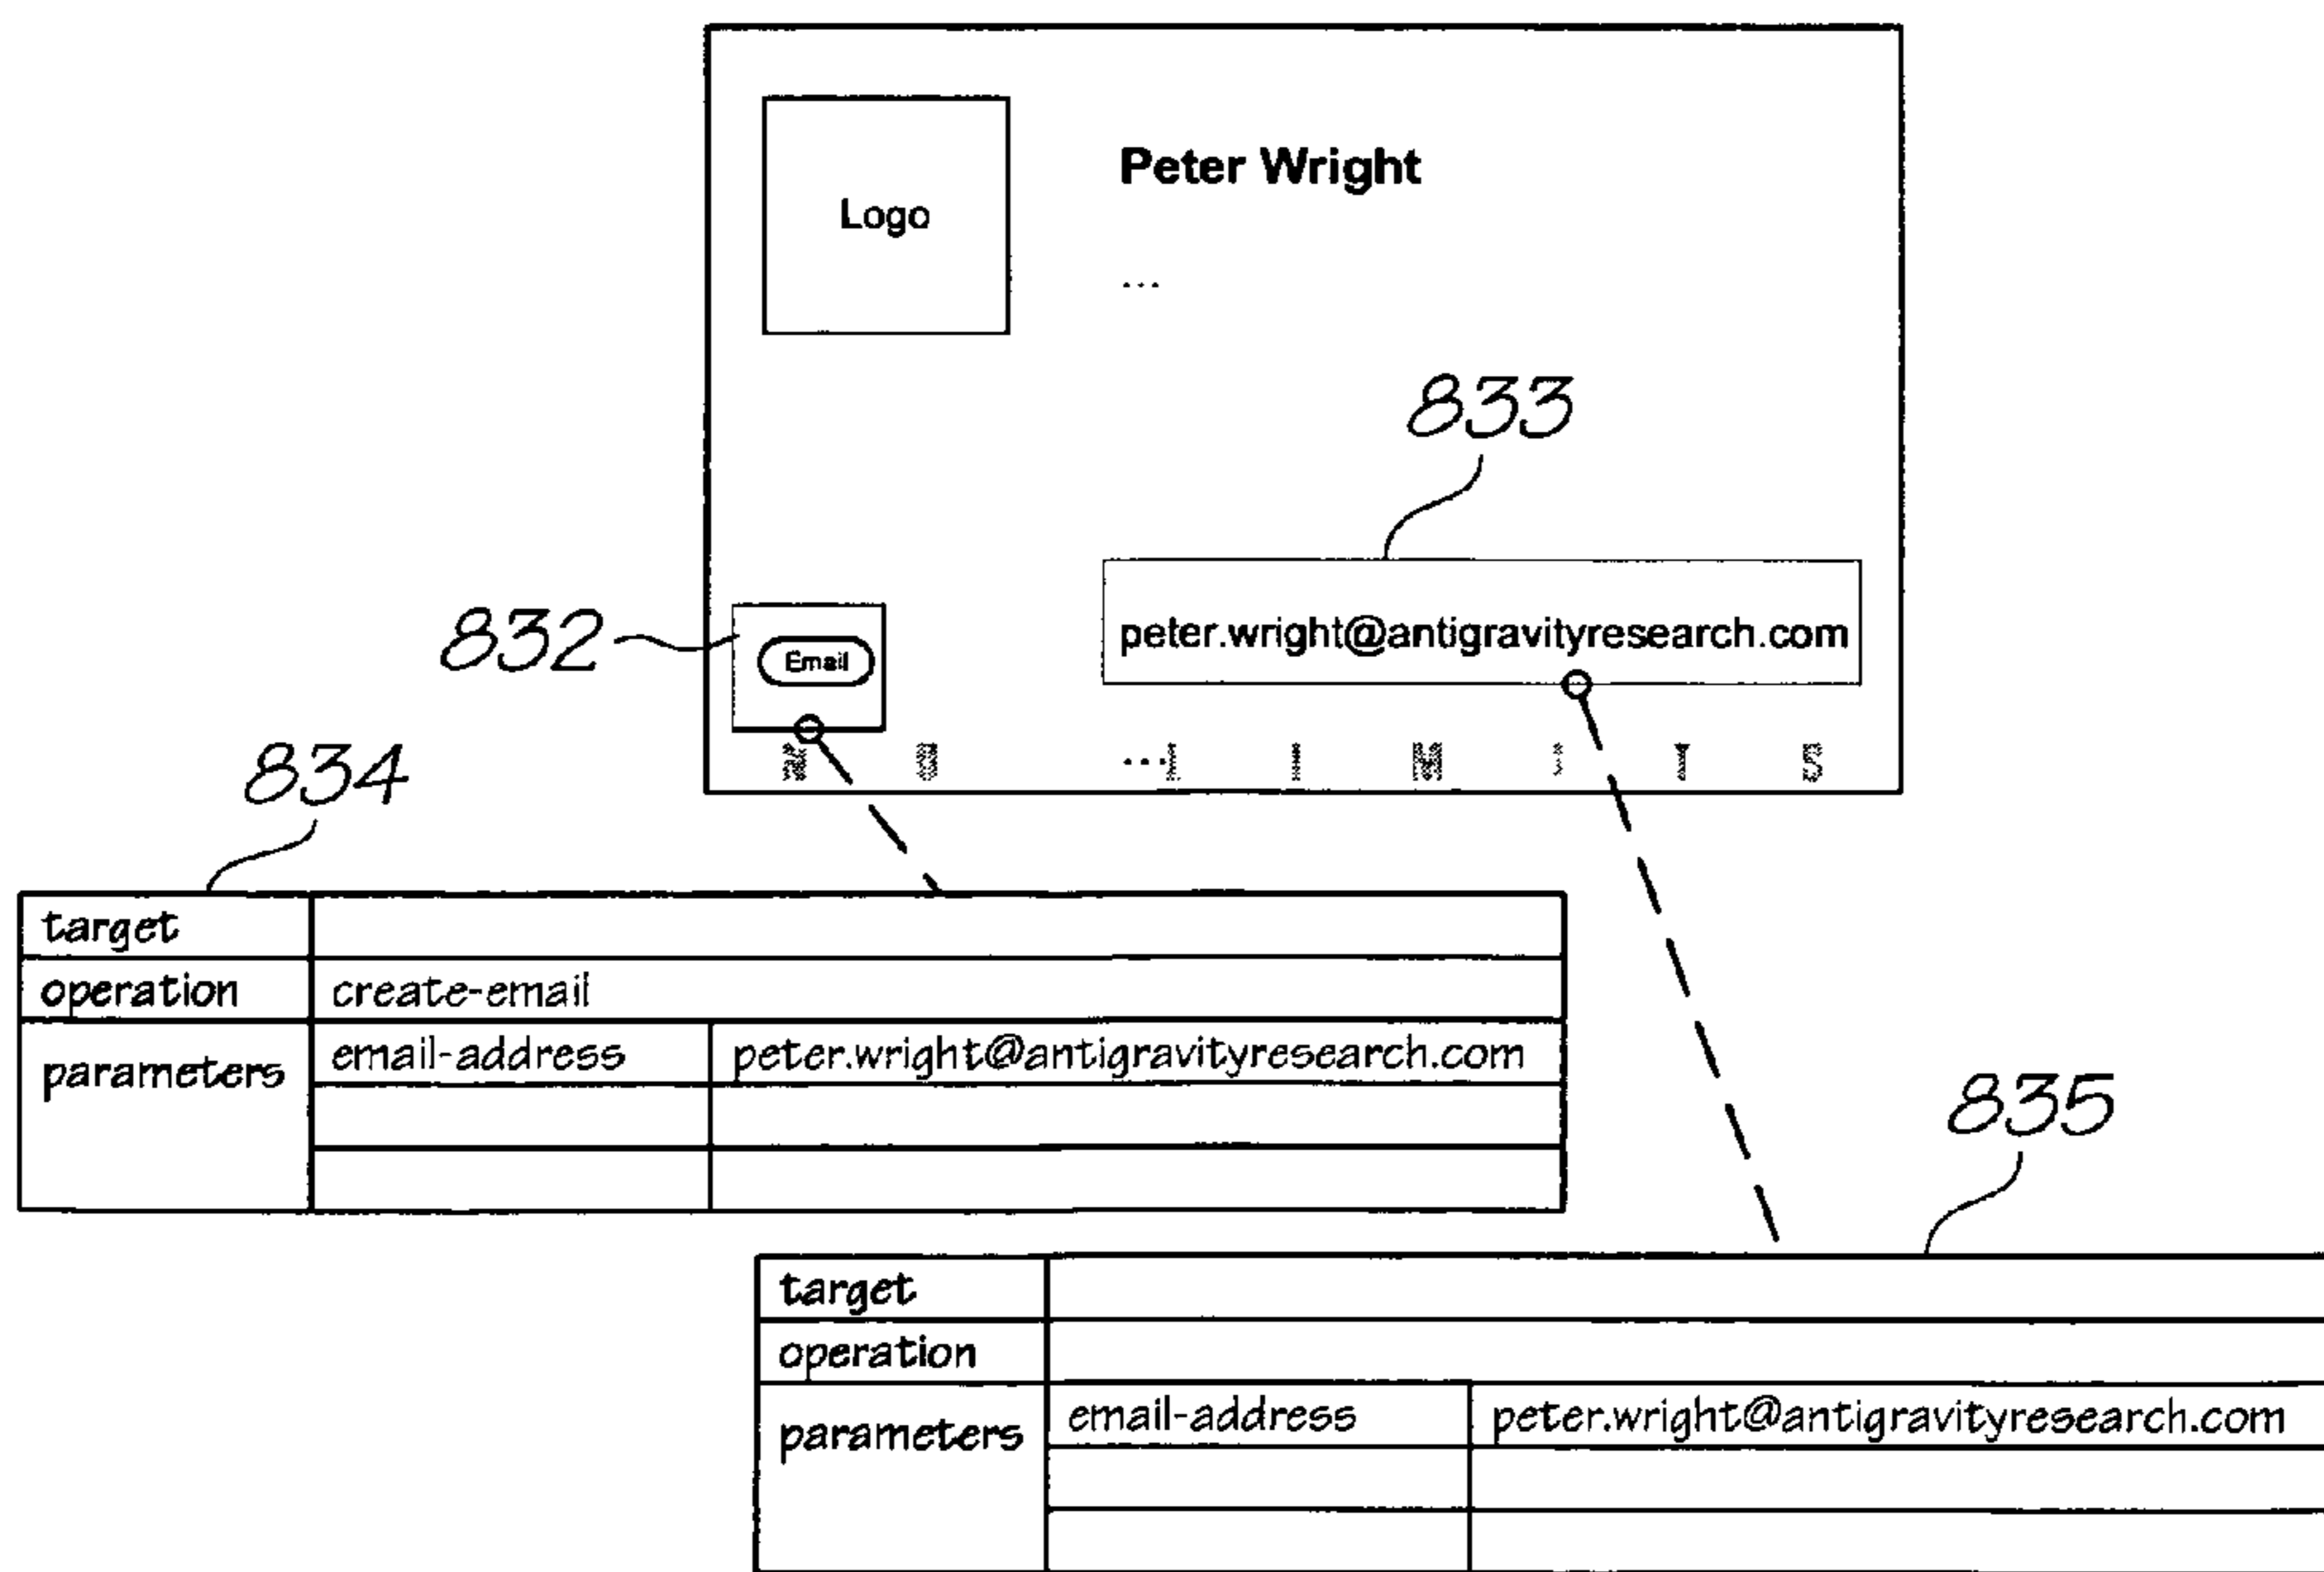 Peter Wright
Logo
...
833
peter.wright@antigravityresearch.com
832
Email
...
834
target
operation create-email
parameters email-address peter.wright@antigravityresearch.com
835
target
operation
parameters email-address peter.wright@antigravityresearch.com